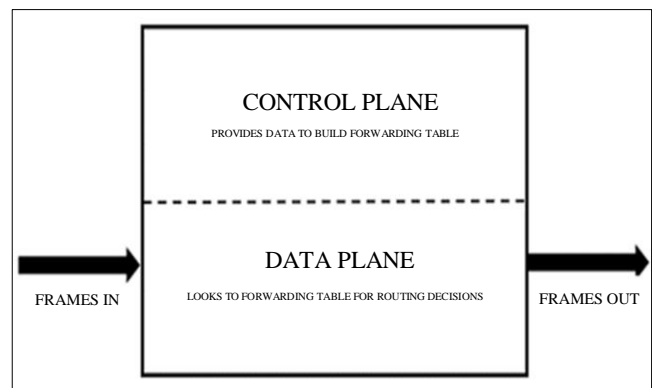 CONTROL PLANE
PROVIDES DATA TO BUILD FORWARDING TABLE
DATA PLANE
LOOKS TO FORWARDING TABLE FOR ROUTING DECISIONS
FRAMES IN
FRAMES OUT